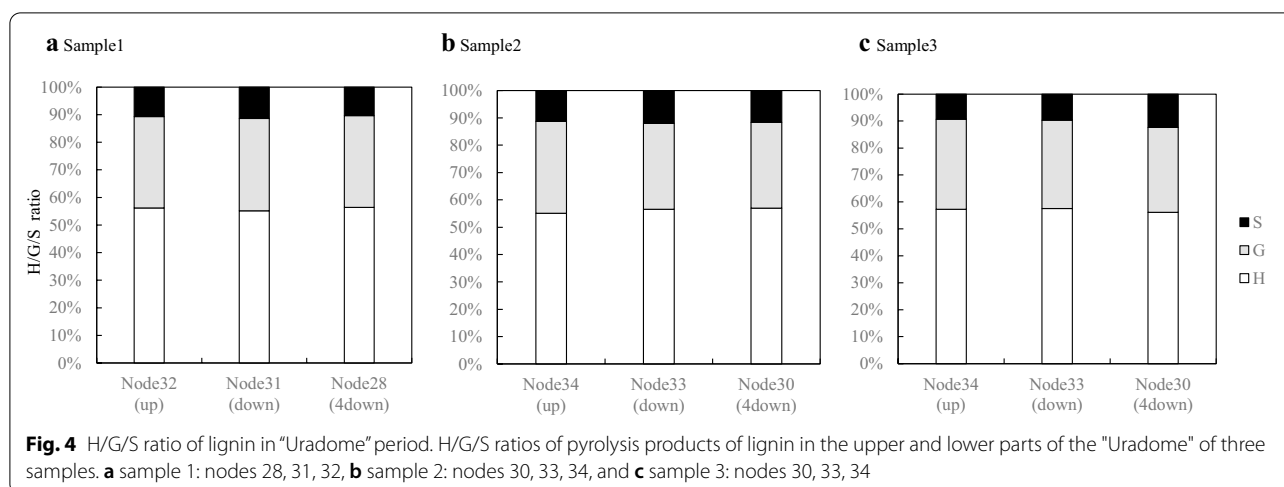 a Sample1
b Sample2
c Sample3
H/G/S ratio
100%
90%
80%
70%
60%
50%
40%
30%
20%
10%
0%
Node32
(up)
Node31
(down)
Node28
(4down)
100%
90%
80%
70%
60%
50%
40%
30%
20%
10%
0%
Node34
(up)
Node33
(down)
Node30
(4down)
100%
90%
80%
70%
60%
50%
40%
30%
20%
10%
0%
Node34
(up)
Node33
(down)
Node30
(4down)
S
G
H
Fig. 4 H/G/S ratio of lignin in “Uradome” period. H/G/S ratios of pyrolysis products of lignin in the upper and lower parts of the "Uradome" of three
samples. a sample 1: nodes 28, 31, 32, b sample 2: nodes 30, 33, 34, and c sample 3: nodes 30, 33, 34